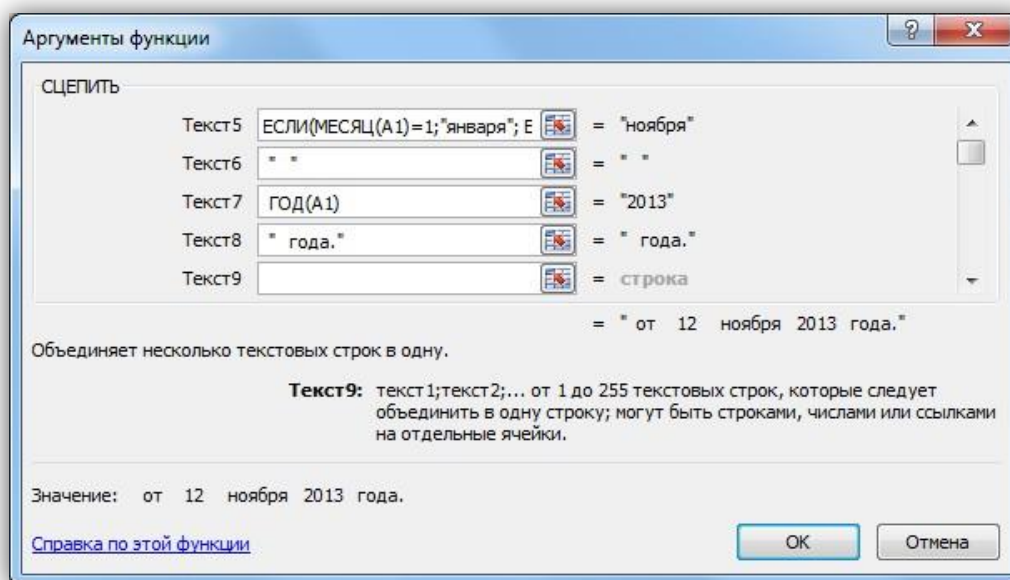 Аргументы функции
СЦЕПИТЬ
Текст5 ЕСЛИ(МЕСЯЦ(A1)=1;"января"; Е = "ноября"
Текст6 " " = " "
Текст7 ГОД(A1) = "2013"
Текст8 " года." = " года."
Текст9 = строка
= " от 12 ноября 2013 года."
Объединяет несколько текстовых строк в одну.
Текст9: текст1;текст2;... от 1 до 255 текстовых строк, которые следует
объединить в одну строку; могут быть строками, числами или ссылками
на отдельные ячейки.
Значение: от 12 ноября 2013 года.
Справка по этой функции OK Отмена